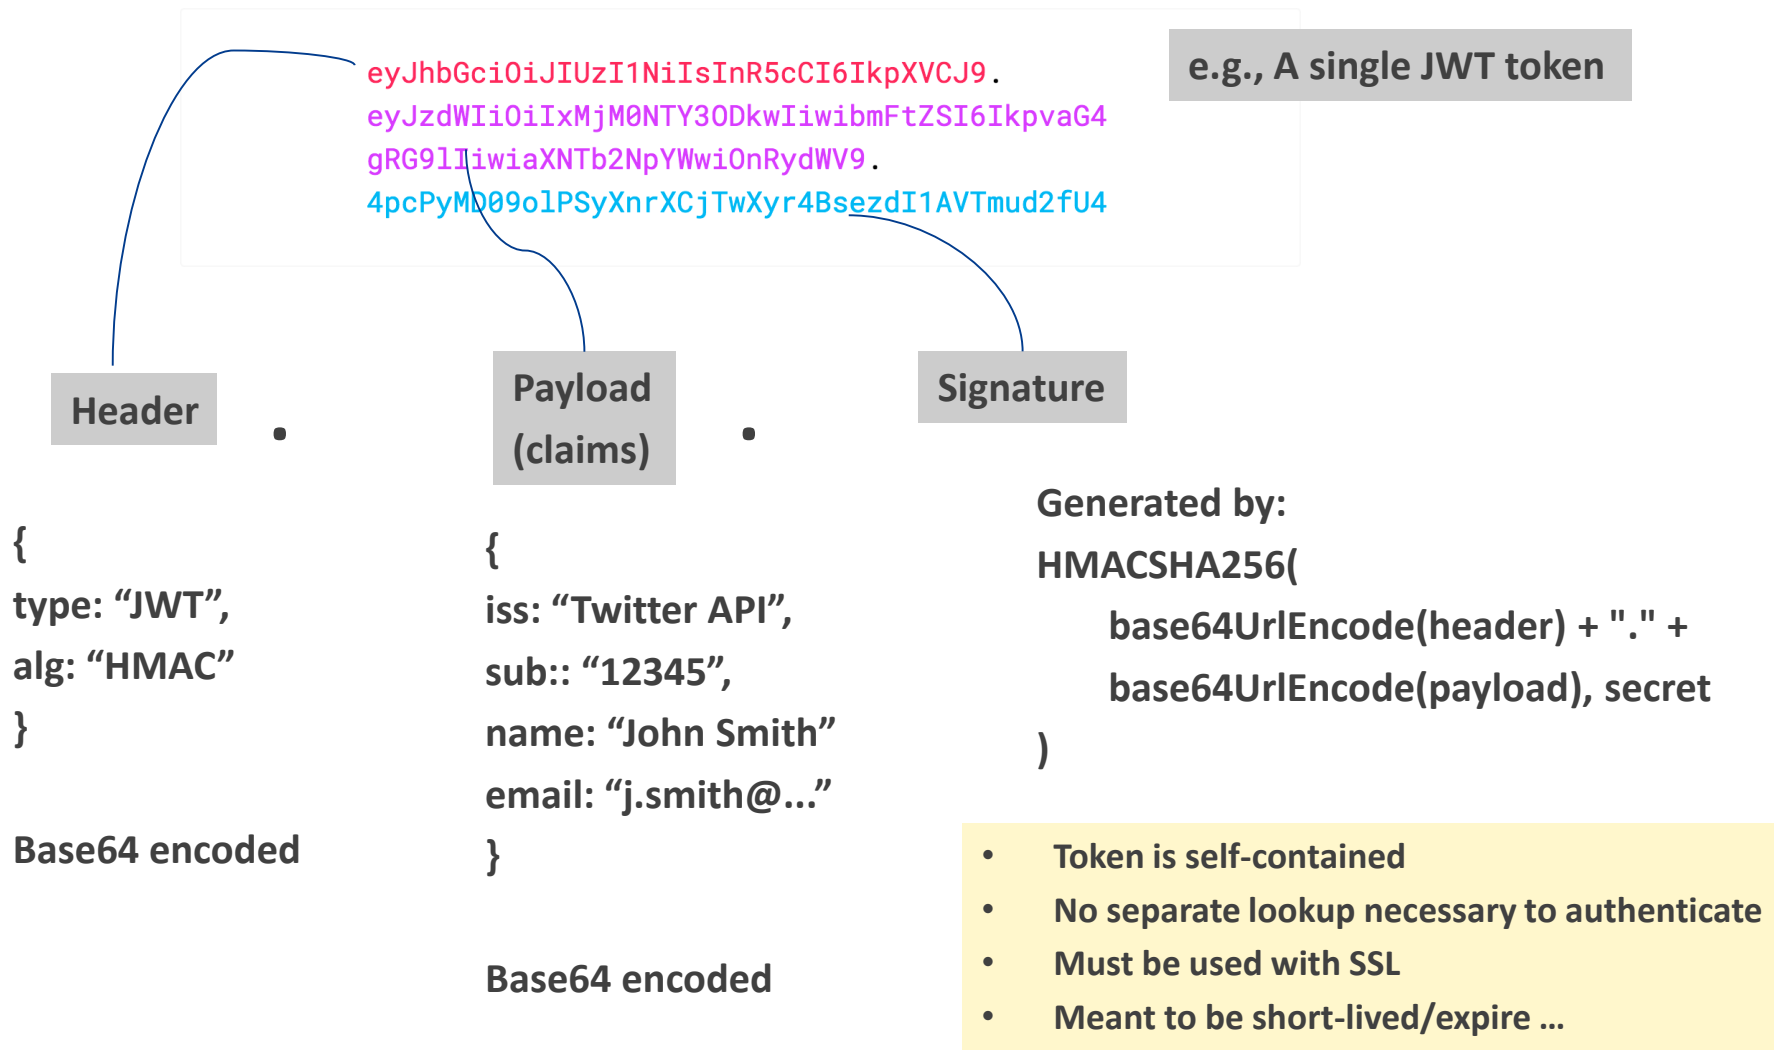 eyJhbGciOiJIUzI1NiIsInR5cCI6IkpXVCJ9.
eyJzdWIiOiIxMjM0NTY3ODkwIiwibmFtZSI6IkpvaG4
gRG9lIiwiaXNTb2NpYWwiOnRydWV9.
4pcPyMD09olPSyXnrXCjTwXyr4BsezdI1AVTmud2fU4
e.g., A single JWT token
Header
.
Payload
(claims)
.
Signature
{
type: “JWT”,
alg: “HMAC”
}
Base64 encoded
{
iss: “Twitter API”,
sub:: “12345”,
name: “John Smith”
email: “j.smith@...”
}
Base64 encoded
Generated by:
HMACSHA256(
base64UrlEncode(header) + "." +
base64UrlEncode(payload), secret
)
• Token is self-contained
• No separate lookup necessary to authenticate
• Must be used with SSL
• Meant to be short-lived/expire ...